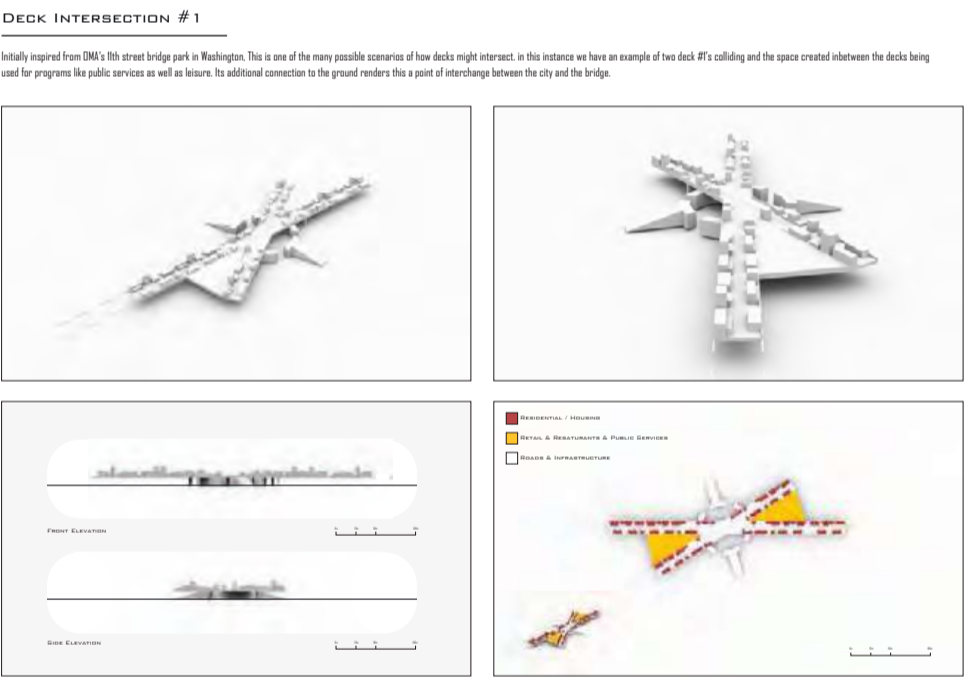 Deck Intersection #1
Initially inspired from OMA's 11th street bridge park in Washington, This is one of the many possible scenarios of how decks might intersect. in this instance we have an example of two deck #1's colliding and the space created inbetween the decks being
used for programs like public services as well as leisure. Its additional connection to the ground renders this a point of interchange between the city and the bridge.
Residential / Housing
Retail & Resaturants & Public Services
Roads & Infrastructure
Front Elevation
Side Elevation